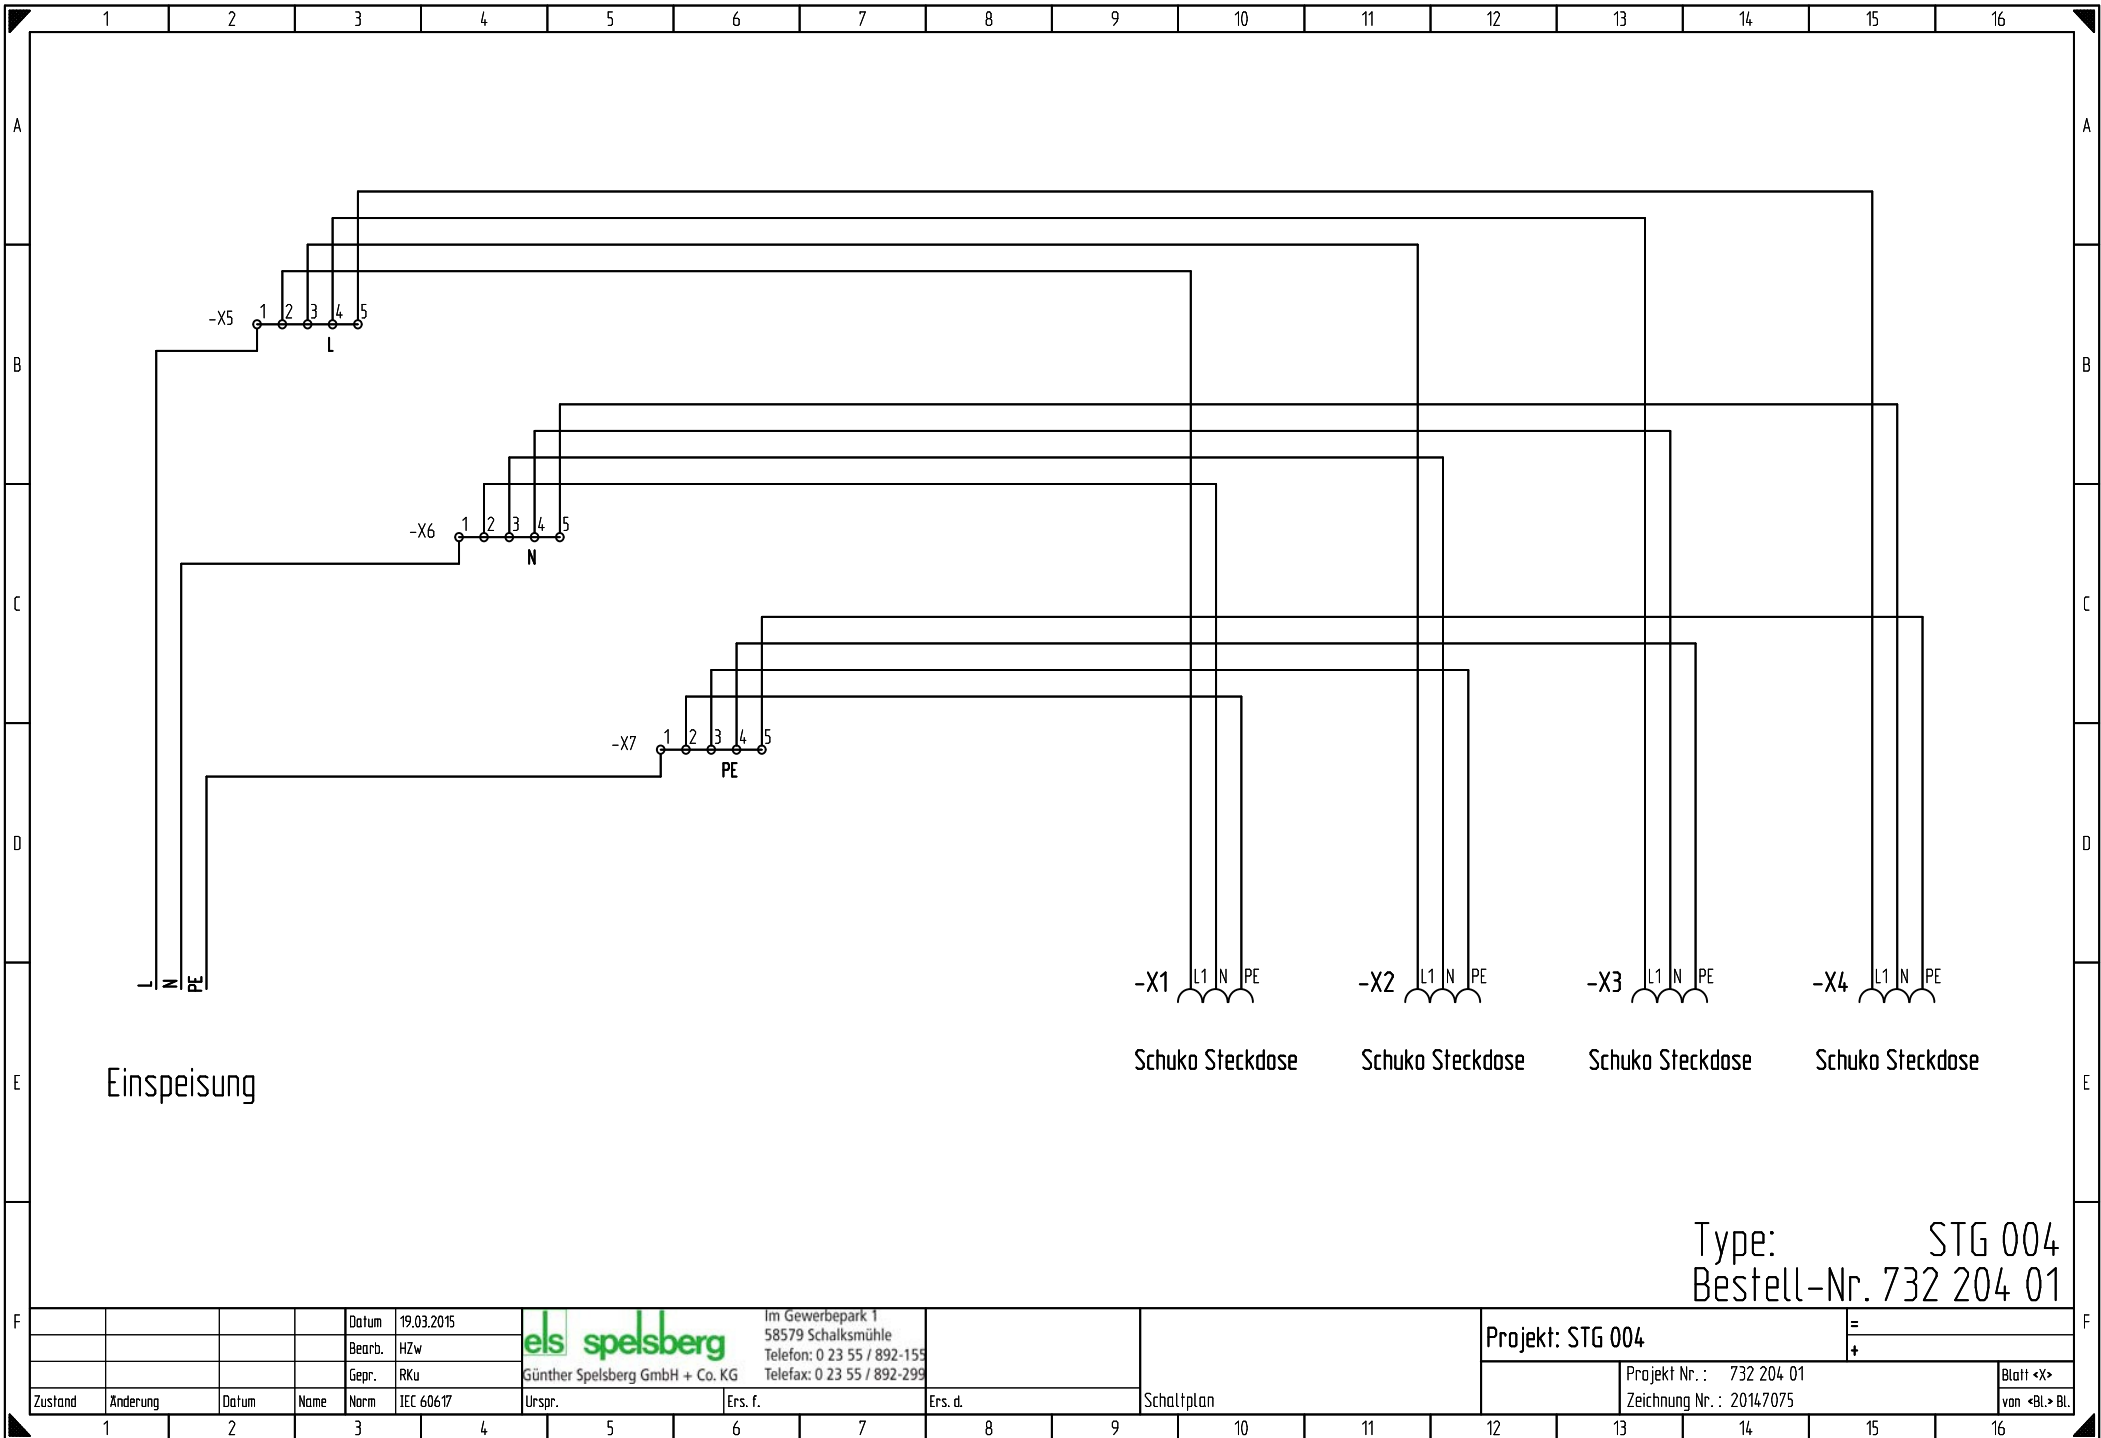 1 2 3 4 5 6 7 8 9 10 11 12 13 14 15 16
A A
-X5 1 2 3 4 5
L
B B
-X6 1 2 3 4 5
N
C C
-X7 1 2 3 4 5
PE
D D
L N PE
-X1 L1 N PE -X2 L1 N PE -X3 L1 N PE -X4 L1 N PE
Schuko Steckdose Schuko Steckdose Schuko Steckdose Schuko Steckdose
Einspeisung
E E
Type: STG 004
Bestell-Nr. 732 204 01
F F
Datum 19.03.2015
Bearb. HZw
Gepr. RKu
Zustand Änderung Datum Name Norm IEC 60617
els spelsberg
Günther Spelsberg GmbH + Co. KG
Im Gewerbepark 1
58579 Schalksmühle
Telefon: 0 23 55 / 892-155
Telefax: 0 23 55 / 892-299
Urspr. Ers. f. Ers. d.
Schaltplan
Projekt: STG 004
=
+
Projekt Nr.: 732 204 01
Zeichnung Nr.: 20147075
Blatt <X>
von <Bl.> Bl.
1 2 3 4 5 6 7 8 9 10 11 12 13 14 15 16